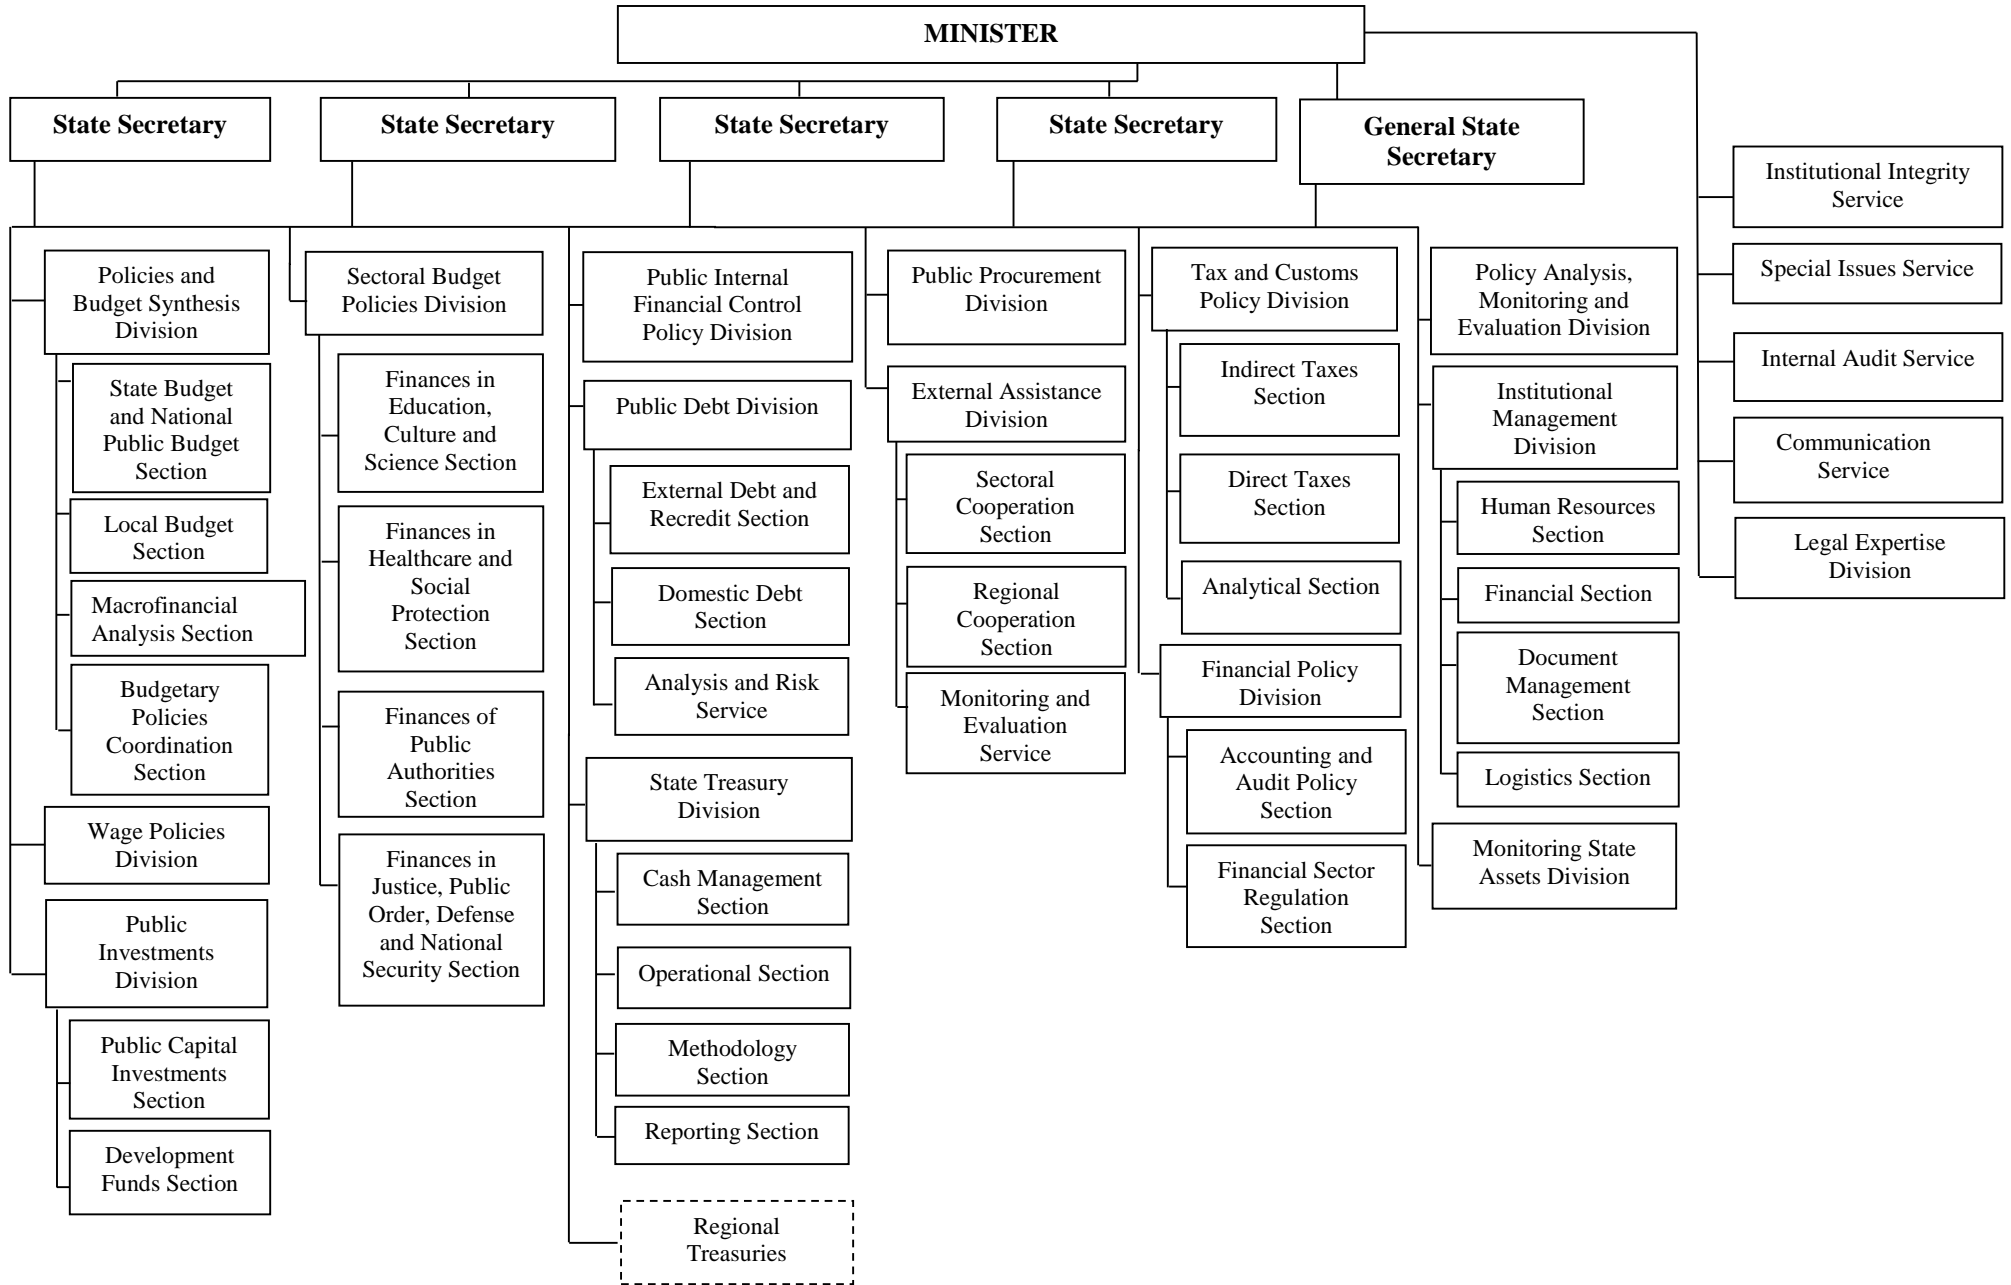 MINISTER
State Secretary
State Secretary
State Secretary
State Secretary
General State
Secretary
Policies and
Budget Synthesis
Division
State Budget
and National
Public Budget
Section
Local Budget
Section
Macrofinancial
Analysis Section
Budgetary
Policies
Coordination
Section
Wage Policies
Division
Public
Investments
Division
Public Capital
Investments
Section
Development
Funds Section
Sectoral Budget
Policies Division
Finances in
Education,
Culture and
Science Section
Finances in
Healthcare and
Social
Protection
Section
Finances of
Public
Authorities
Section
Finances in
Justice, Public
Order, Defense
and National
Security Section
Public Internal
Financial Control
Policy Division
Public Debt Division
External Debt and
Recredit Section
Domestic Debt
Section
Analysis and Risk
Service
State Treasury
Division
Cash Management
Section
Operational Section
Methodology
Section
Reporting Section
Regional
Treasuries
Public Procurement
Division
External Assistance
Division
Sectoral
Cooperation
Section
Regional
Cooperation
Section
Monitoring and
Evaluation
Service
Tax and Customs
Policy Division
Indirect Taxes
Section
Direct Taxes
Section
Analytical Section
Financial Policy
Division
Accounting and
Audit Policy
Section
Financial Sector
Regulation
Section
Policy Analysis,
Monitoring and
Evaluation Division
Institutional
Management
Division
Human Resources
Section
Financial Section
Document
Management
Section
Logistics Section
Monitoring State
Assets Division
Institutional Integrity
Service
Special Issues Service
Internal Audit Service
Communication
Service
Legal Expertise
Division